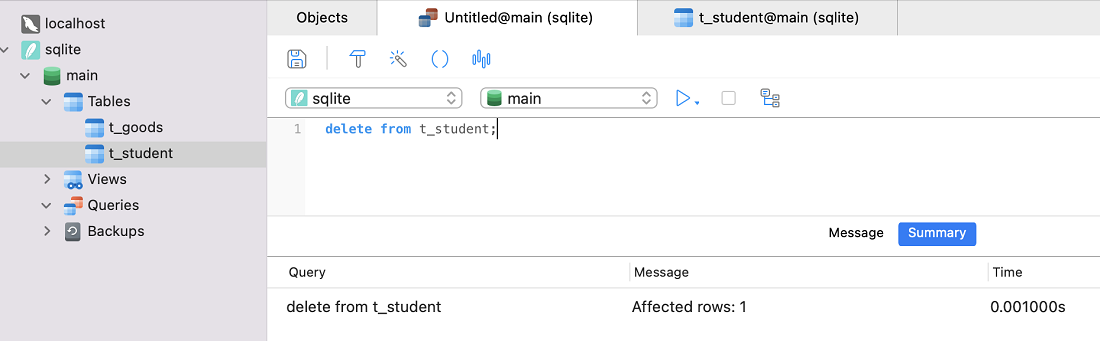 localhost
sqlite
main
Tables
t_goods
t_student
Views
Queries
Backups
Objects
Untitled@main (sqlite)
t_student@main (sqlite)
sqlite
main
1 delete from t_student;
Message Summary
Query Message Time
delete from t_student Affected rows: 1 0.001000s